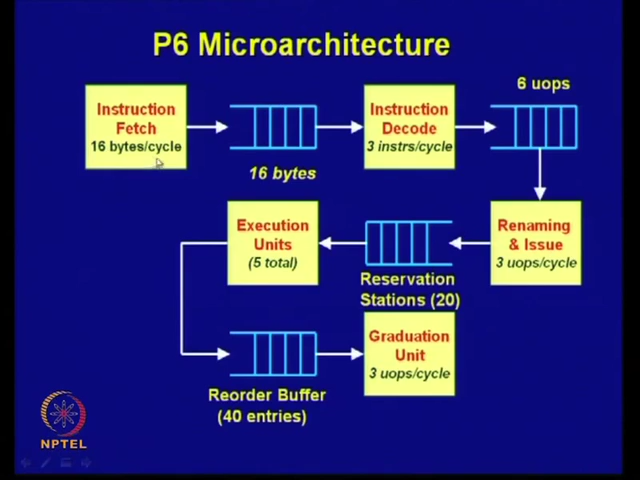 P6 Microarchitecture
Instruction
Fetch
16 bytes/cycle
16 bytes
Instruction
Decode
3 instrs/cycle
6 uops
Renaming
& Issue
3 uops/cycle
Reservation
Stations (20)
Execution
Units
(5 total)
Reorder Buffer
(40 entries)
Graduation
Unit
3 uops/cycle
NPTEL